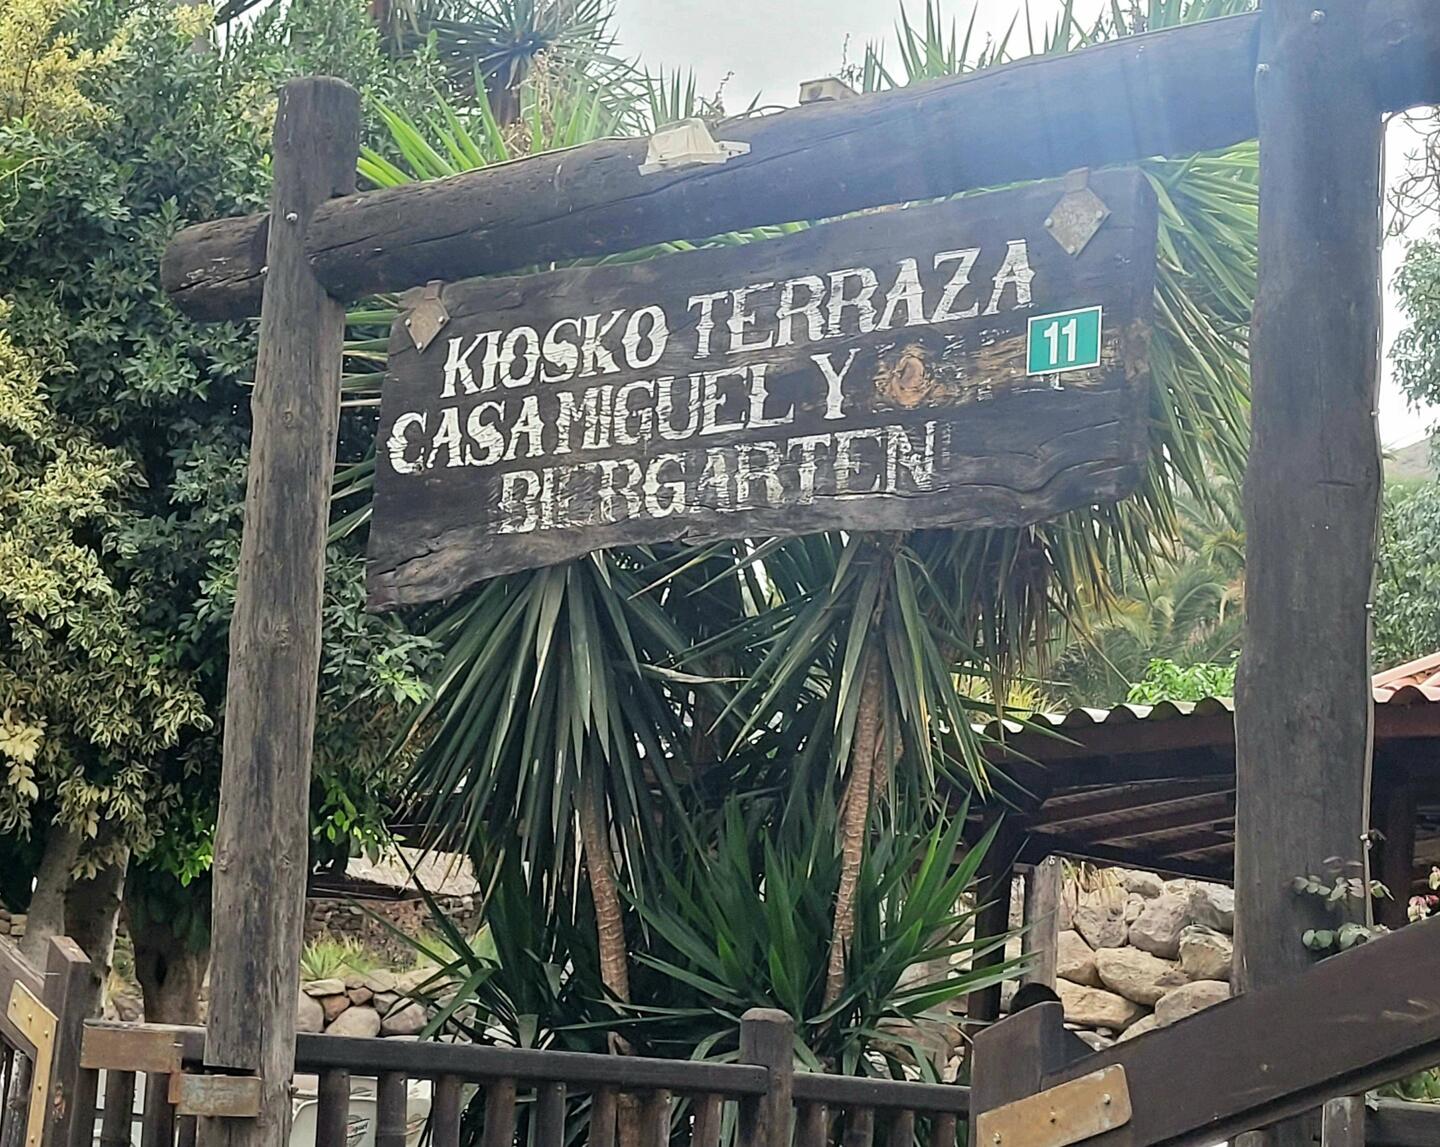 KIOSKO TERRAZA
11
CASA MIGUEL Y
BIERGARTEN